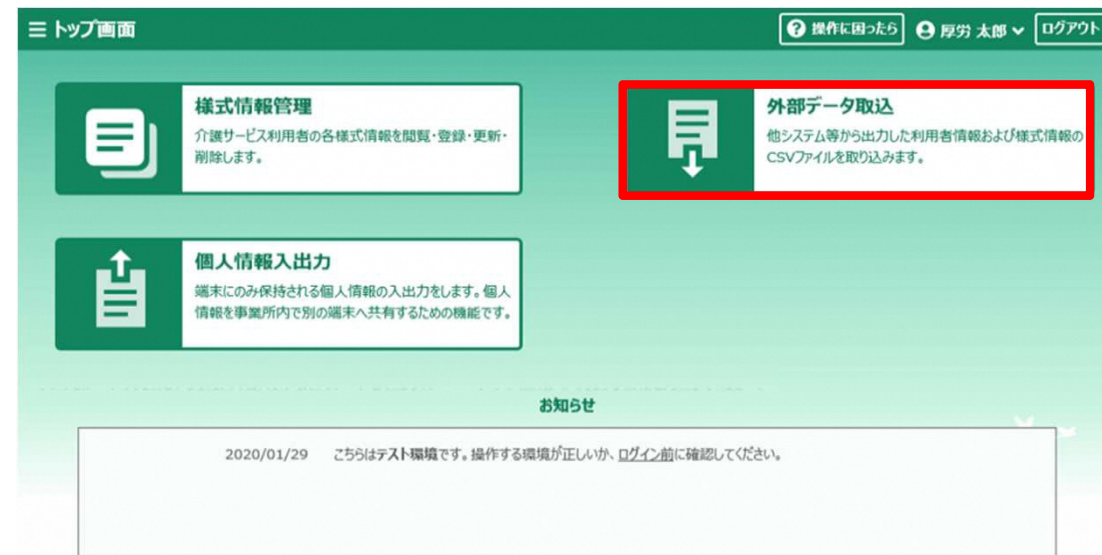 トップ画面
操作に困ったら
厚労 太郎
ログアウト
様式情報管理
介護サービス利用者の各様式情報を閲覧・登録・更新・
削除します。
外部データ取込
他システム等から出力した利用者情報および様式情報の
CSVファイルを取り込みます。
個人情報入出力
端末にのみ保持される個人情報の入出力をします。個人
情報を事業所内で別の端末へ共有するための機能です。
お知らせ
2020/01/29 こちらはテスト環境です。操作する環境が正しいか、ログイン前に確認してください。